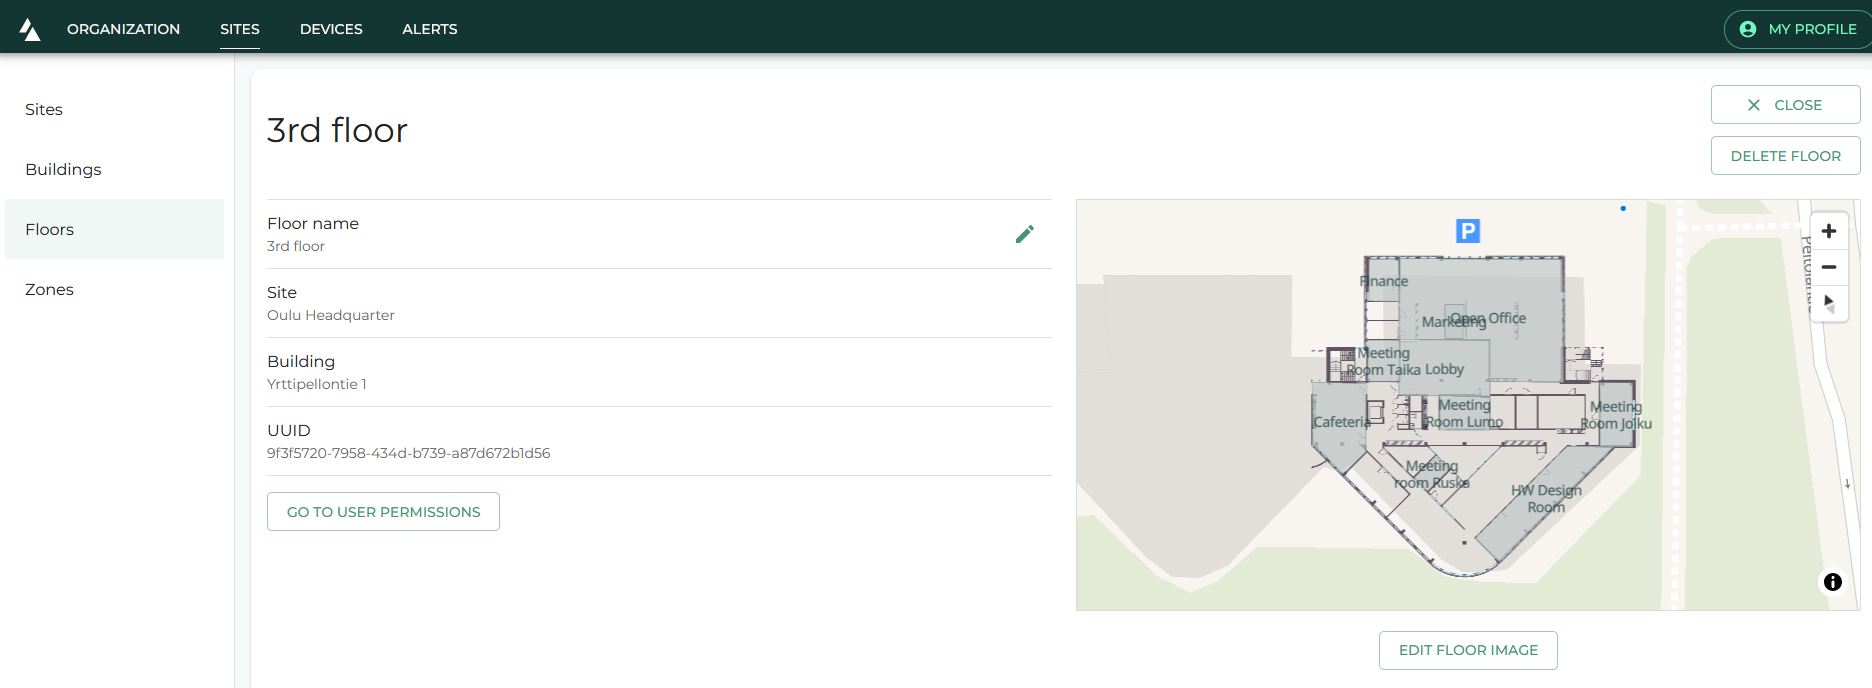 ORGANIZATION
SITES
DEVICES
ALERTS
MY PROFILE
Sites
Buildings
Floors
Zones
3rd floor
CLOSE
DELETE FLOOR
Floor name
3rd floor
Site
Oulu Headquarter
Building
Yrttipellontie 1
UUID
9f3f5720-7958-434d-b739-a87d672b1d56
GO TO USER PERMISSIONS
P
Finance
Open Office
Marketing
Meeting
Room Taika
Lobby
Cafeteria
Meeting
Room Lumo
Meeting
Room Joiku
Meeting
room Ruska
HW Design
Room
EDIT FLOOR IMAGE